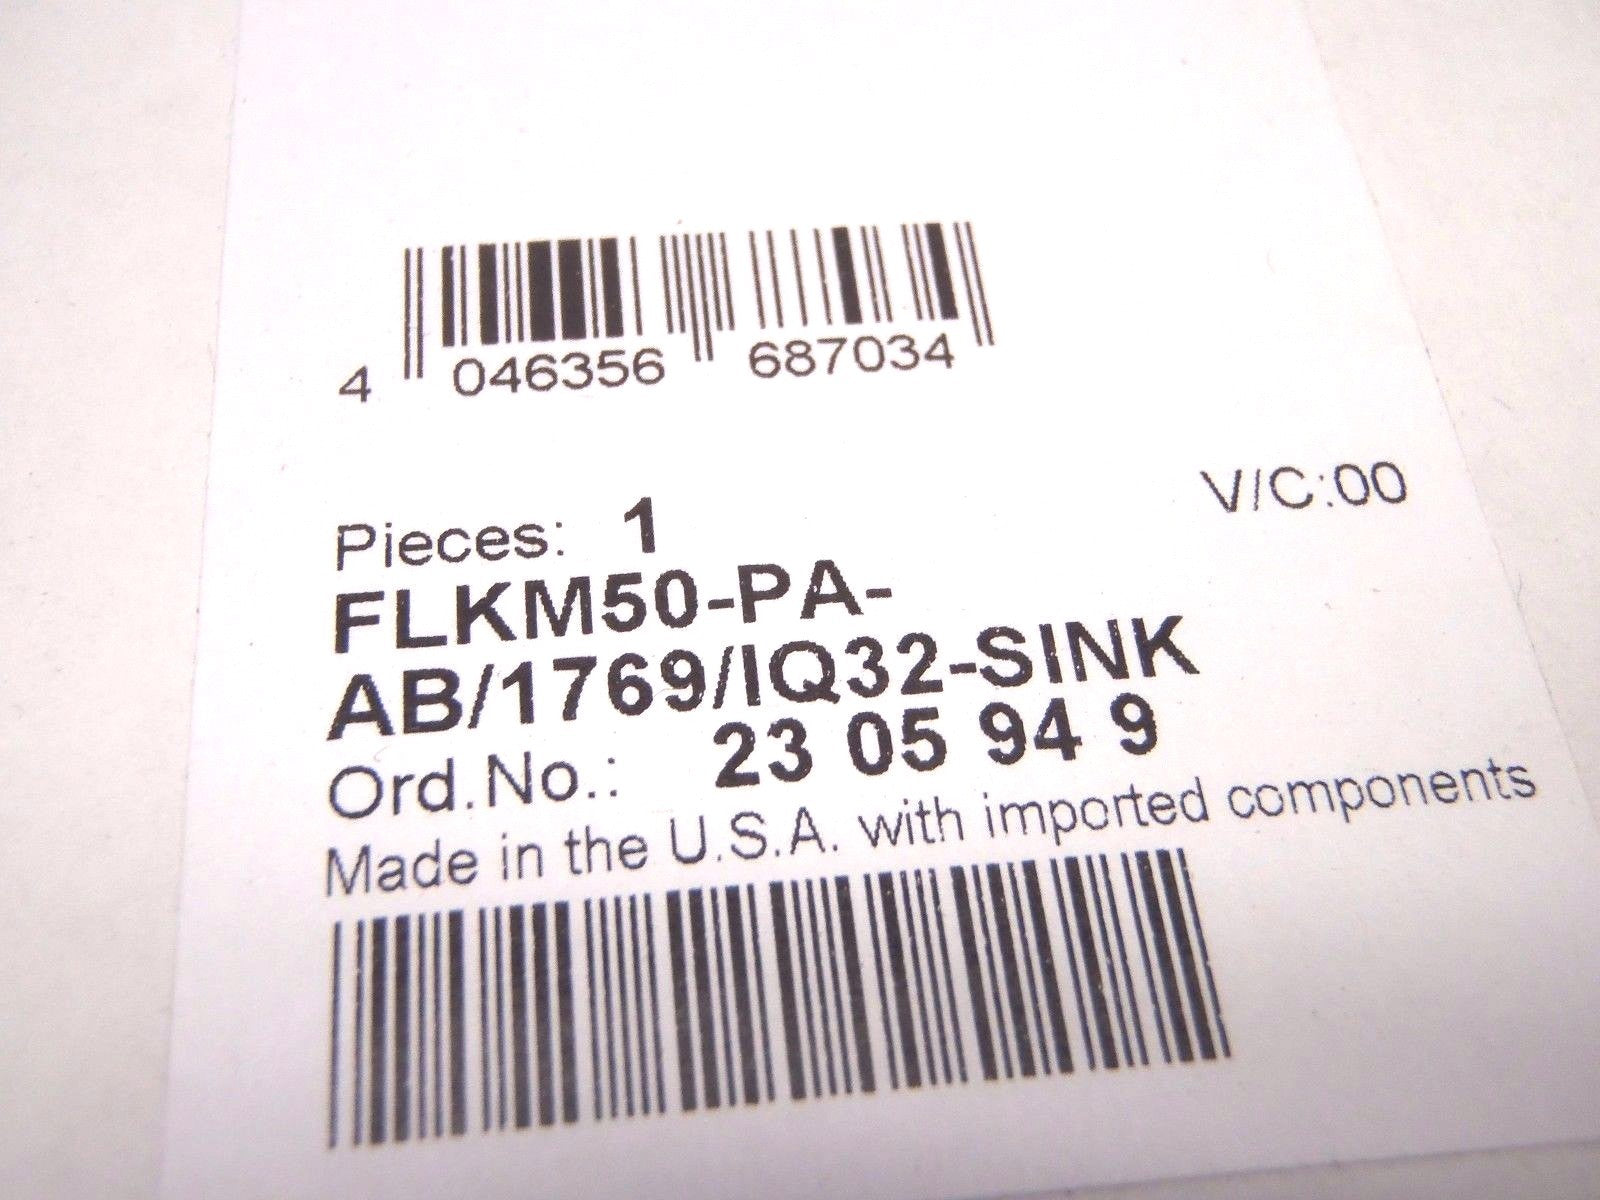 4 046356 687034
V/C:00
Pieces: 1
FLKM50-PA-
AB/1769/IQ32-SINK
Ord.No.: 23 05 94 9
Made in the U.S.A. with imported components